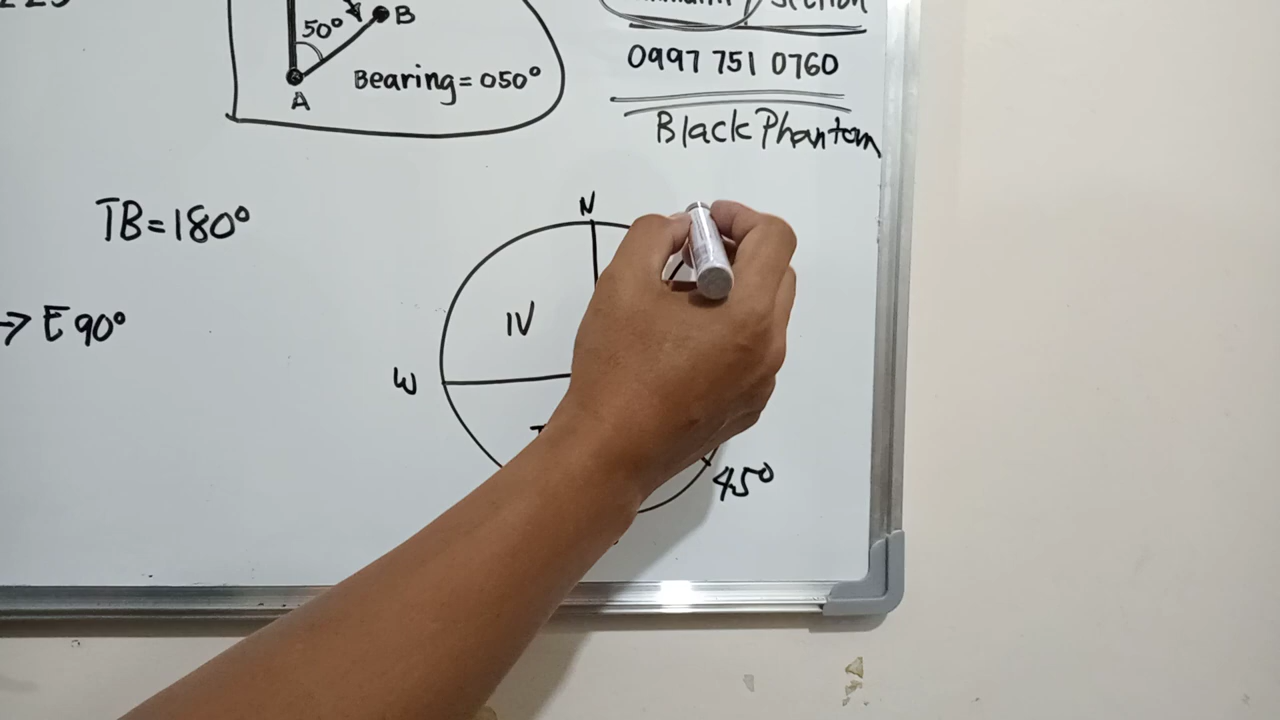 50°
B
A
Bearing = 050°
0997 751 0760
Black Phantom
TB = 180°
N
→ E 90°
IV
W
45°